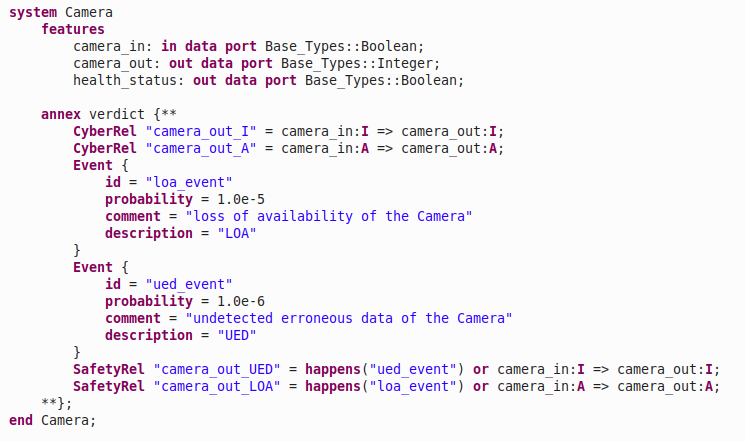 system Camera
    features
        camera_in: in data port Base_Types::Boolean;
        camera_out: out data port Base_Types::Integer;
        health_status: out data port Base_Types::Boolean;

    annex verdict {**
        CyberRel "camera_out_I" = camera_in:I => camera_out:I;
        CyberRel "camera_out_A" = camera_in:A => camera_out:A;
        Event {
            id = "loa_event"
            probability = 1.0e-5
            comment = "loss of availability of the Camera"
            description = "LOA"
        }
        Event {
            id = "ued_event"
            probability = 1.0e-6
            comment = "undetected erroneous data of the Camera"
            description = "UED"
        }
        SafetyRel "camera_out_UED" = happens("ued_event") or camera_in:I => camera_out:I;
        SafetyRel "camera_out_LOA" = happens("loa_event") or camera_in:A => camera_out:A;
    **};
end Camera;